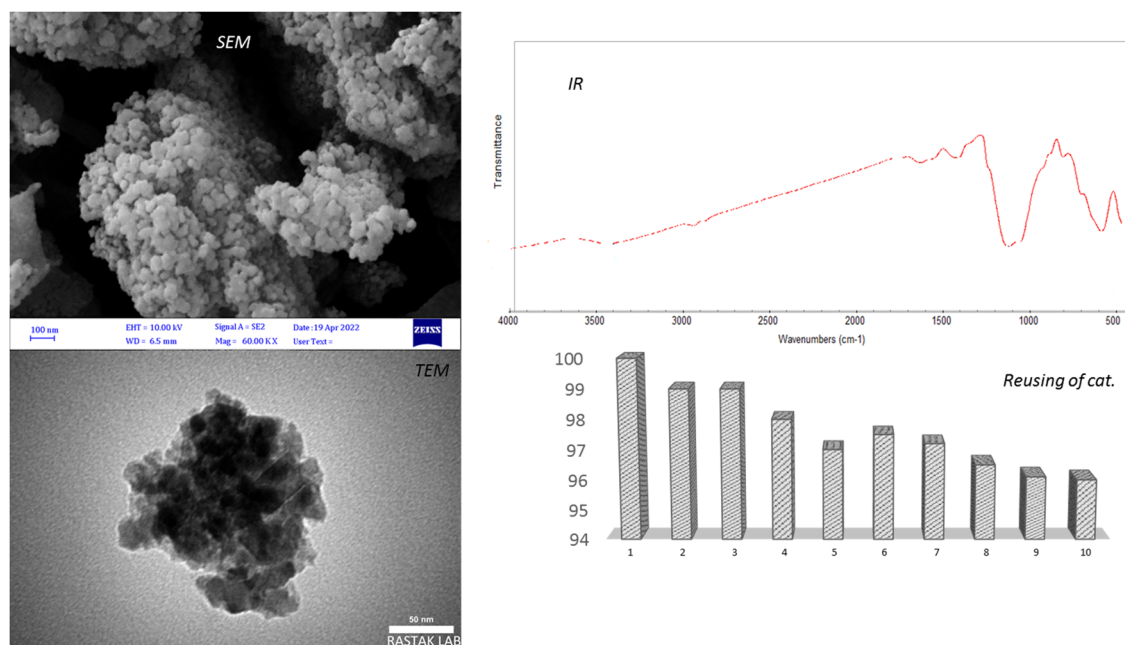 SEM
100 nm
EHT = 10.00 kV
Signal A = SE2
Date :19 Apr 2022
ZEISS
WD = 6.5 mm
Mag = 60.00 K X
User Text =
TEM
50 nm
RASTAK LAB
IR
Transmittance
4000 3500 3000 2500 2000 1500 1000 500
Wavenumbers (cm-1)
Reusing of cat.
100
99
98
97
96
95
94
1 2 3 4 5 6 7 8 9 10